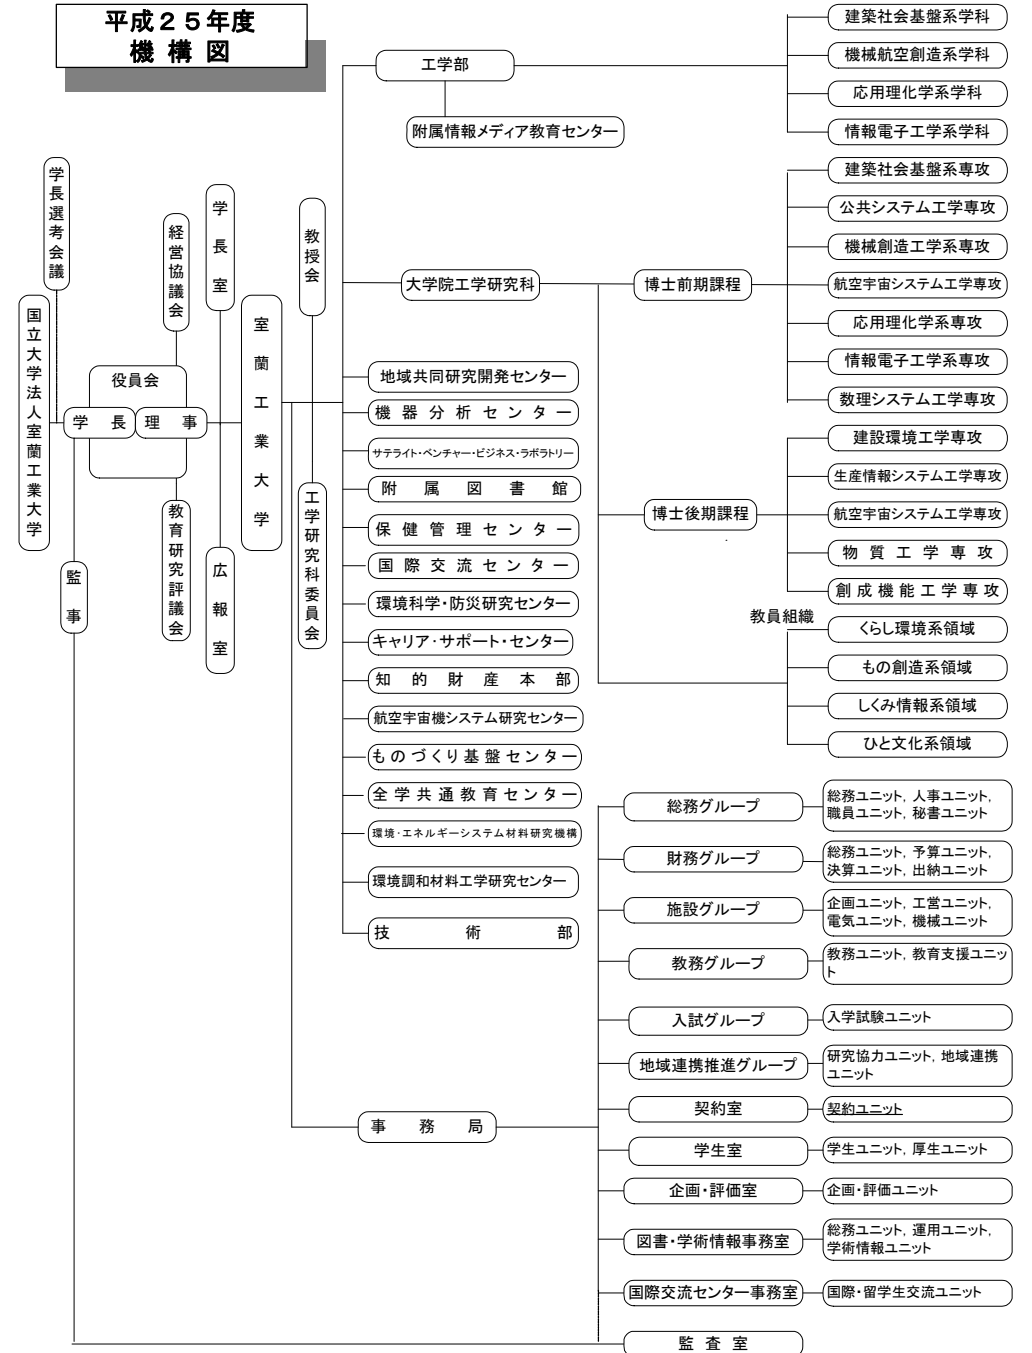 平成２５年度
機構図
国立大学法人室蘭工業大学
学長選考会議
学長
理事
役員会
経営協議会
教育研究評議会
監事
学長室
広報室
室蘭工業大学
教授会
工学研究科委員会
工学部
附属情報メディア教育センター
建築社会基盤系学科
機械航空創造系学科
応用理化学系学科
情報電子工学系学科
大学院工学研究科
博士前期課程
建築社会基盤系専攻
公共システム工学専攻
機械創造工学系専攻
航空宇宙システム工学専攻
応用理化学系専攻
情報電子工学系専攻
数理システム工学専攻
博士後期課程
建設環境工学専攻
生産情報システム工学専攻
航空宇宙システム工学専攻
物質工学専攻
創成機能工学専攻
教員組織
くらし環境系領域
もの創造系領域
しくみ情報系領域
ひと文化系領域
地域共同研究開発センター
機器分析センター
サテライト・ベンチャー・ビジネス・ラボラトリー
附属図書館
保健管理センター
国際交流センター
環境科学・防災研究センター
キャリア・サポート・センター
知的財産本部
航空宇宙機システム研究センター
ものづくり基盤センター
全学共通教育センター
環境・エネルギーシステム材料研究機構
環境調和材料工学研究センター
技術部
事務局
総務グループ
総務ユニット，人事ユニット，
職員ユニット，秘書ユニット
財務グループ
総務ユニット，予算ユニット，
決算ユニット，出納ユニット
施設グループ
企画ユニット，工営ユニット，
電気ユニット，機械ユニット
教務グループ
教務ユニット，教育支援ユニッ
ト
入試グループ
入学試験ユニット
地域連携推進グループ
研究協力ユニット，地域連携
ユニット
契約室
契約ユニット
学生室
学生ユニット，厚生ユニット
企画・評価室
企画・評価ユニット
図書・学術情報事務室
総務ユニット，運用ユニット，
学術情報ユニット
国際交流センター事務室
国際・留学生交流ユニット
監査室